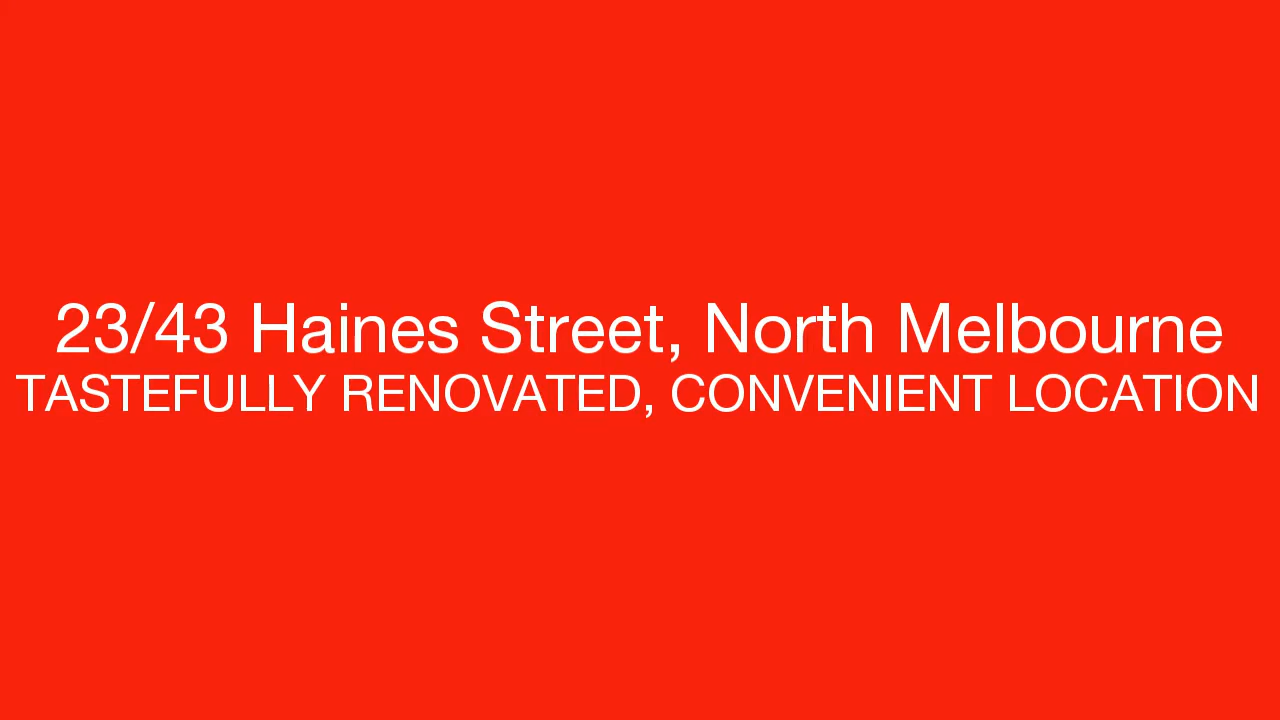 23/43 Haines Street, North Melbourne
TASTEFULLY RENOVATED, CONVENIENT LOCATION